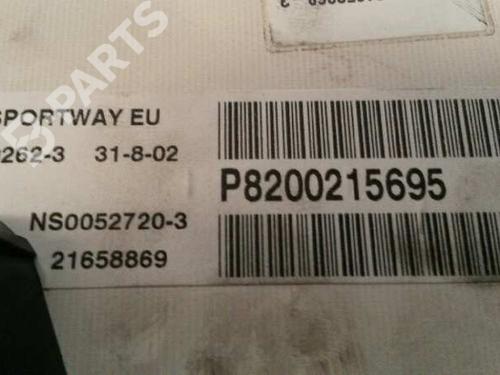 SPORTWAY EU
262-3 31-8-02
P8200215695
NS0052720-3
21658869
B PARTS